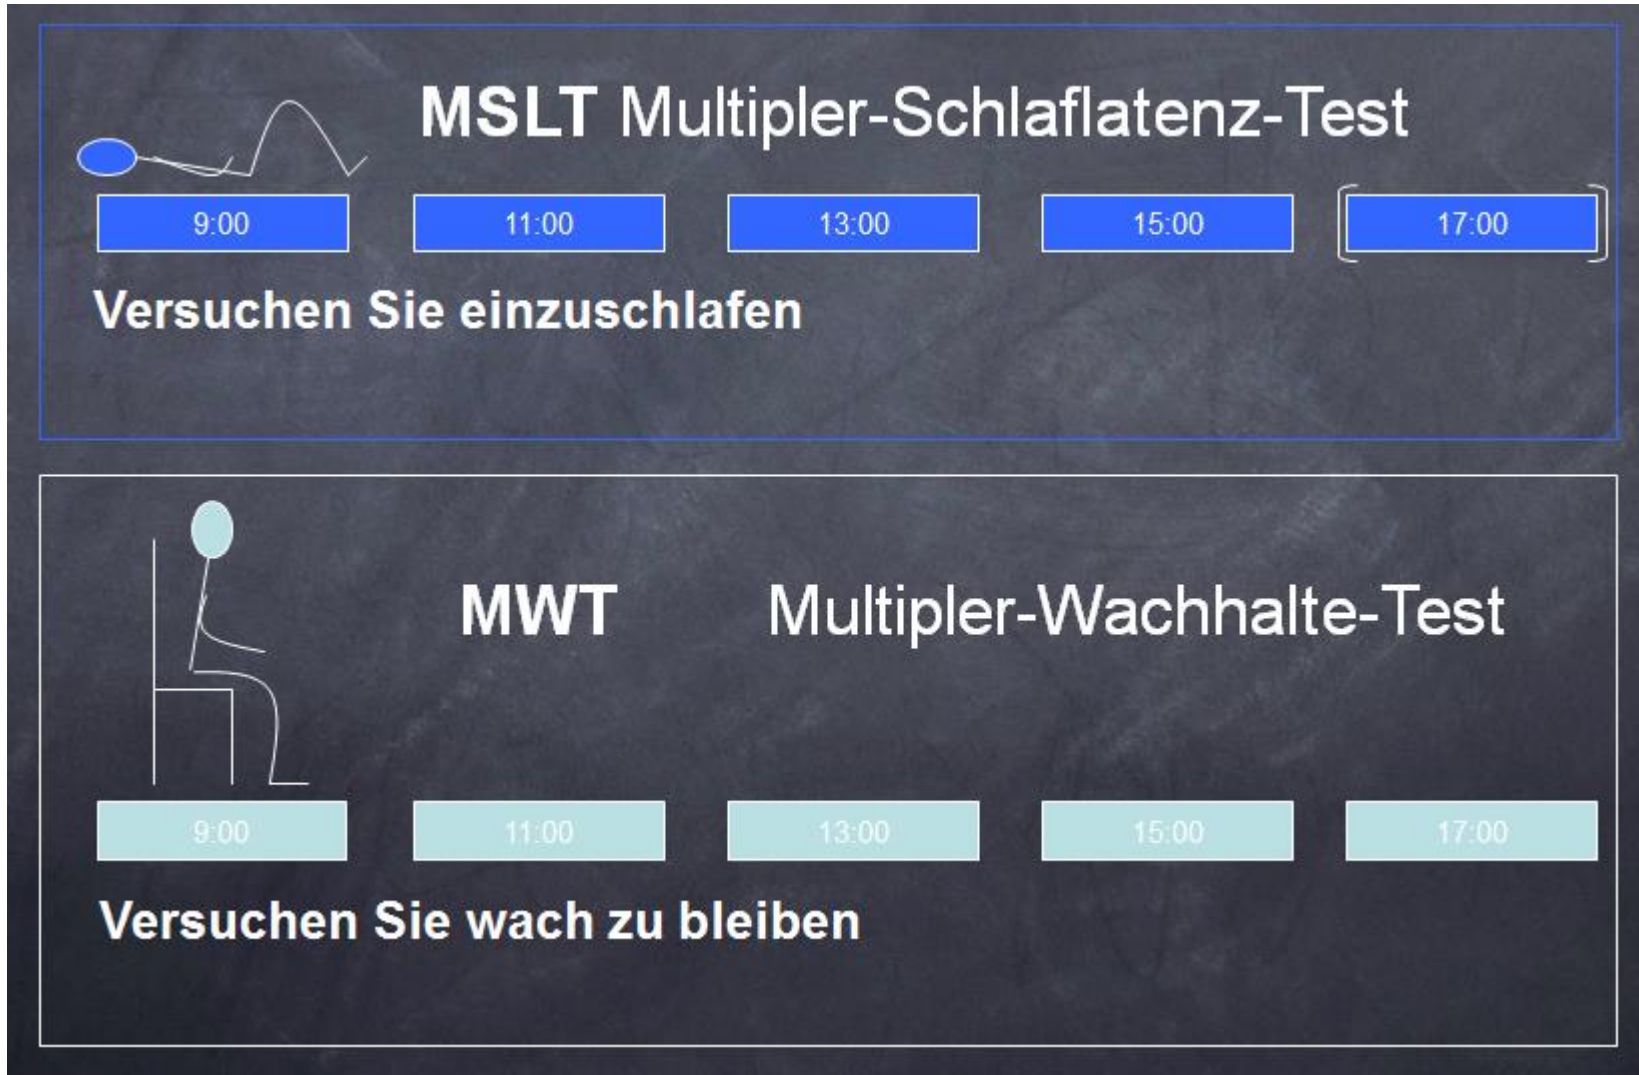 MSLT Multipler-Schlaflatenz-Test
9:00 11:00 13:00 15:00 17:00
Versuchen Sie einzuschlafen
MWT Multipler-Wachhalte-Test
9:00 11:00 13:00 15:00 17:00
Versuchen Sie wach zu bleiben